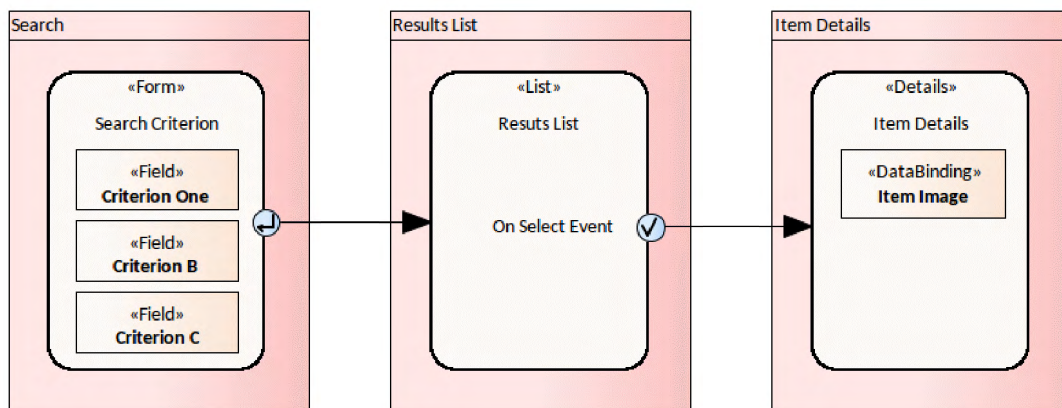 Search
«Form»
Search Criterion
«Field»
Criterion One
«Field»
Criterion B
«Field»
Criterion C
Results List
«List»
Resuts List
On Select Event
Item Details
«Details»
Item Details
«DataBinding»
Item Image